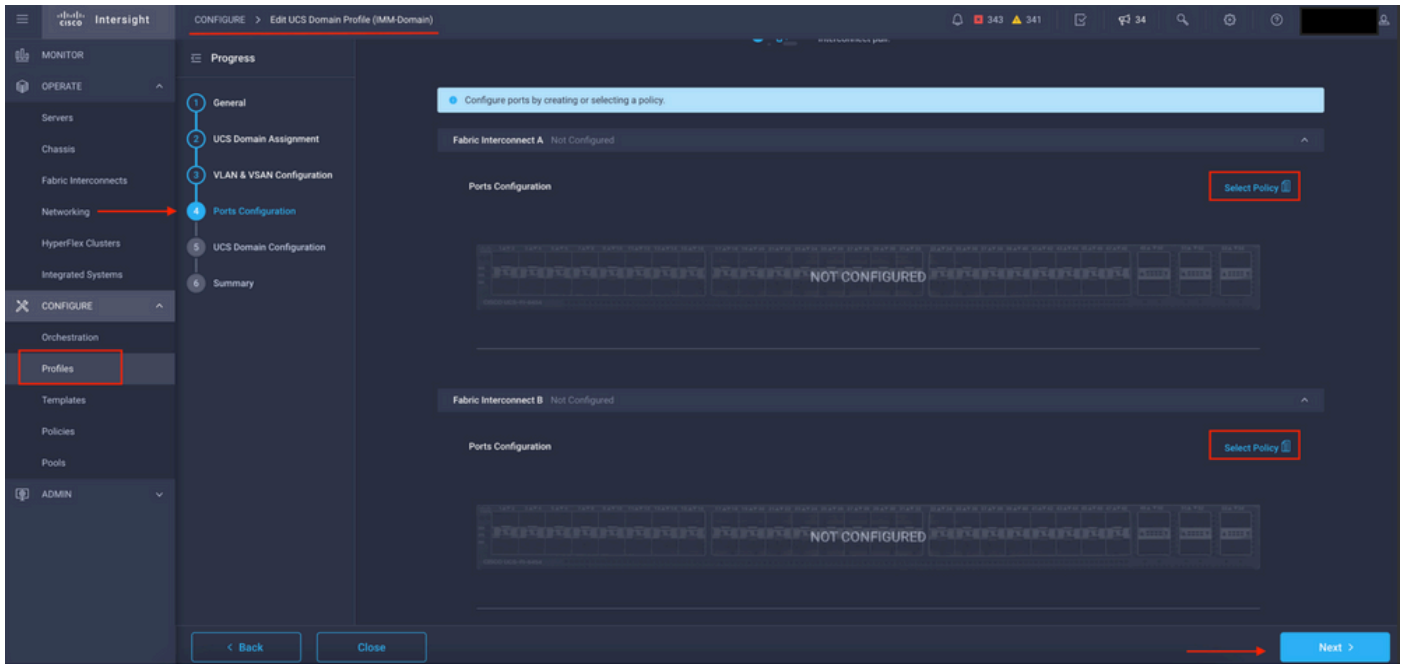 cisco Intersight
CONFIGURE > Edit UCS Domain Profile (IMM-Domain)
343 341
34
MONITOR
OPERATE
Servers
Chassis
Fabric Interconnects
Networking
HyperFlex Clusters
Integrated Systems
CONFIGURE
Orchestration
Profiles
Templates
Policies
Pools
ADMIN
Progress
1 General
2 UCS Domain Assignment
3 VLAN & VSAN Configuration
4 Ports Configuration
5 UCS Domain Configuration
6 Summary
interconnect pair.
Configure ports by creating or selecting a policy.
Fabric Interconnect A Not Configured
Ports Configuration
Select Policy
NOT CONFIGURED
Fabric Interconnect B Not Configured
Ports Configuration
Select Policy
NOT CONFIGURED
< Back
Close
Next >